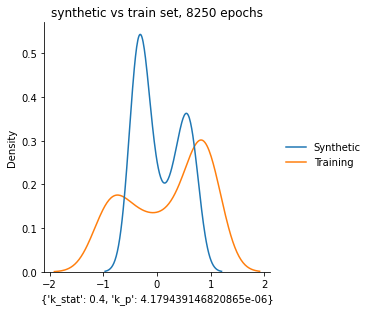 synthetic vs train set, 8250 epochs
Density
0.5
0.4
0.3
0.2
0.1
0.0
−2 −1 0 1 2
{'k_stat': 0.4, 'k_p': 4.179439146820865e-06}
Synthetic
Training